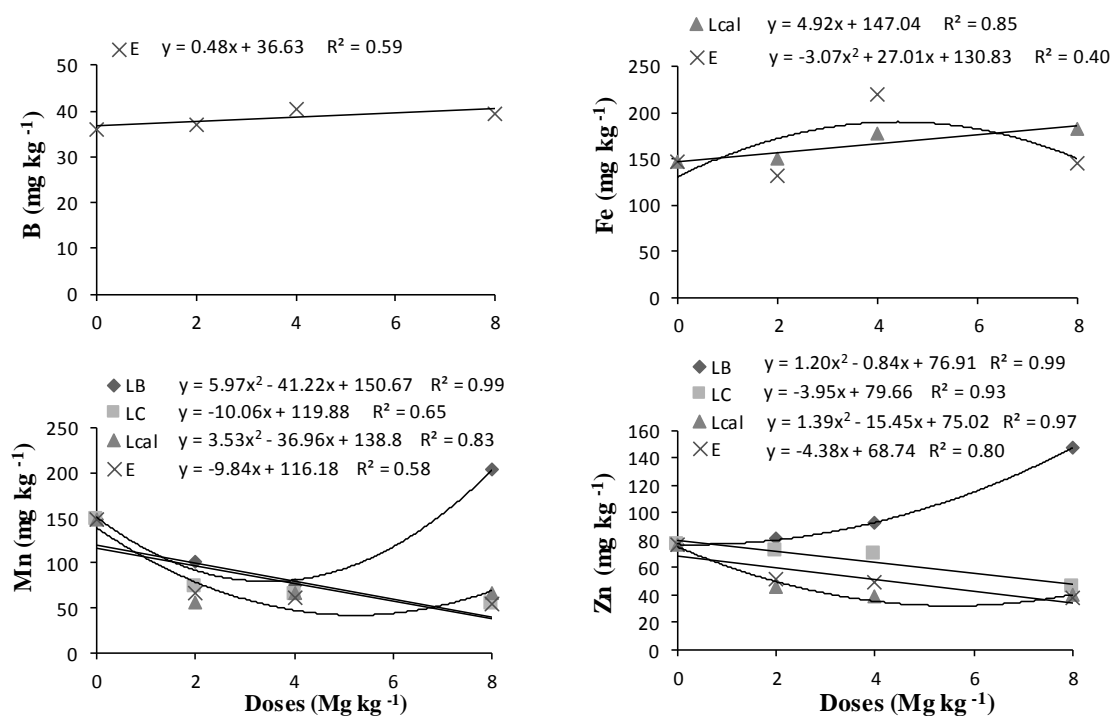 E y = 0.48x + 36.63 R² = 0.59
50
40
30
20
10
0
0 2 4 6 8
B (mg kg ⁻¹)
Lcal y = 4.92x + 147.04 R² = 0.85
E y = -3.07x² + 27.01x + 130.83 R² = 0.40
250
200
150
100
50
0
0 2 4 6 8
Fe (mg kg ⁻¹)
LB y = 5.97x² - 41.22x + 150.67 R² = 0.99
LC y = -10.06x + 119.88 R² = 0.65
Lcal y = 3.53x² - 36.96x + 138.8 R² = 0.83
E y = -9.84x + 116.18 R² = 0.58
250
200
150
100
50
0
0 2 4 6 8
Mn (mg kg ⁻¹)
Doses (Mg kg ⁻¹)
LB y = 1.20x² - 0.84x + 76.91 R² = 0.99
LC y = -3.95x + 79.66 R² = 0.93
Lcal y = 1.39x² - 15.45x + 75.02 R² = 0.97
E y = -4.38x + 68.74 R² = 0.80
160
140
120
100
80
60
40
20
0
0 2 4 6 8
Zn (mg kg ⁻¹)
Doses (Mg kg ⁻¹)